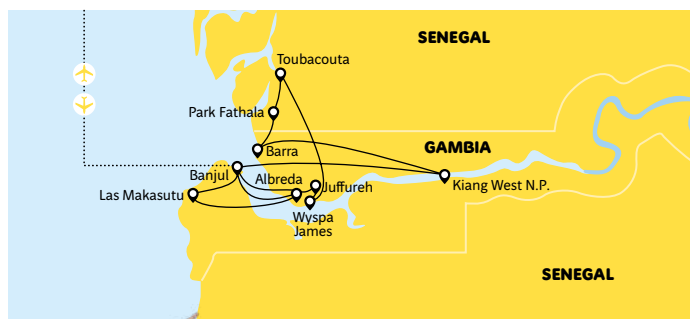 SENEGAL
Toubacouta
Park Fathala
GAMBIA
Barra
Banjul
Albreda
Juffureh
Kiang West N.P.
Las Makasutu
Wyspa
James
SENEGAL